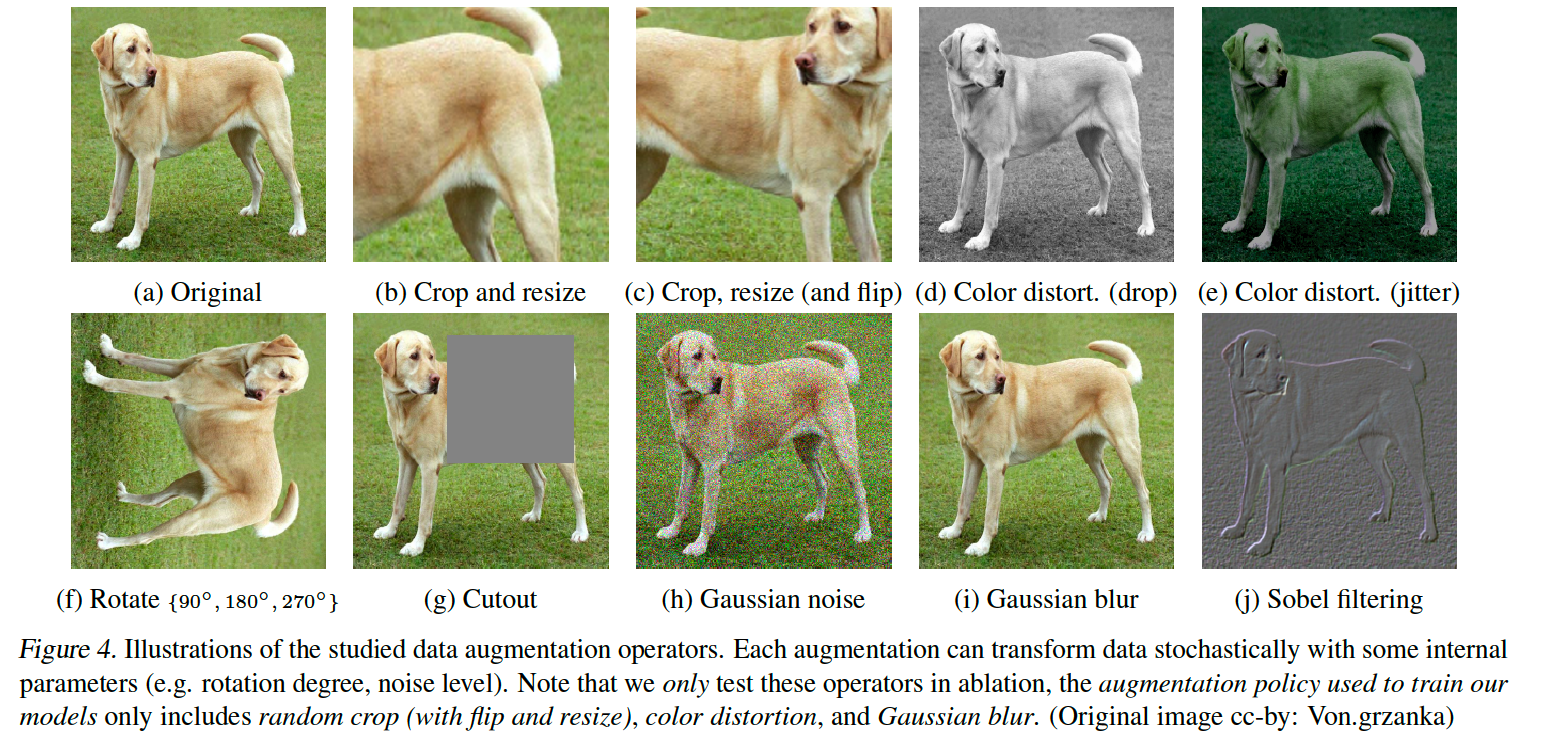 (a) Original
(b) Crop and resize
(c) Crop, resize (and flip)
(d) Color distort. (drop)
(e) Color distort. (jitter)
(f) Rotate {90°, 180°, 270°}
(g) Cutout
(h) Gaussian noise
(i) Gaussian blur
(j) Sobel filtering
Figure 4. Illustrations of the studied data augmentation operators. Each augmentation can transform data stochastically with some internal
parameters (e.g. rotation degree, noise level). Note that we only test these operators in ablation, the augmentation policy used to train our
models only includes random crop (with flip and resize), color distortion, and Gaussian blur. (Original image cc-by: Von.grzanka)